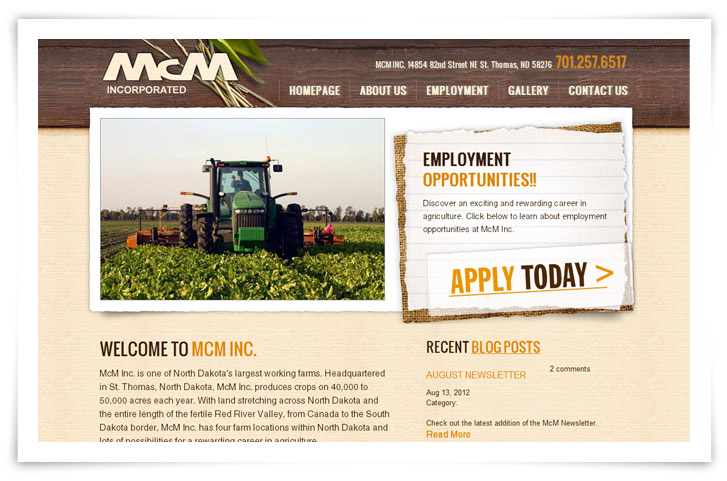 McM
INCORPORATED
MCM INC. 14854 82nd Street NE St. Thomas, ND 58276 701.257.6517
HOMEPAGE ABOUT US EMPLOYMENT GALLERY CONTACT US
EMPLOYMENT
OPPORTUNITIES!!
Discover an exciting and rewarding career in
agriculture. Click below to learn about employment
opportunities at McM Inc.
APPLY TODAY >
WELCOME TO MCM INC.
McM Inc. is one of North Dakota's largest working farms. Headquartered
in St. Thomas, North Dakota, McM Inc. produces crops on 40,000 to
50,000 acres each year. With land stretching across North Dakota and
the entire length of the fertile Red River Valley, from Canada to the South
Dakota border, McM Inc. has four farm locations within North Dakota and
lots of possibilities for a rewarding career in agriculture.
RECENT BLOG POSTS
AUGUST NEWSLETTER 2 comments
Aug 13, 2012
Category:
Check out the latest addition of the McM Newsletter.
Read More